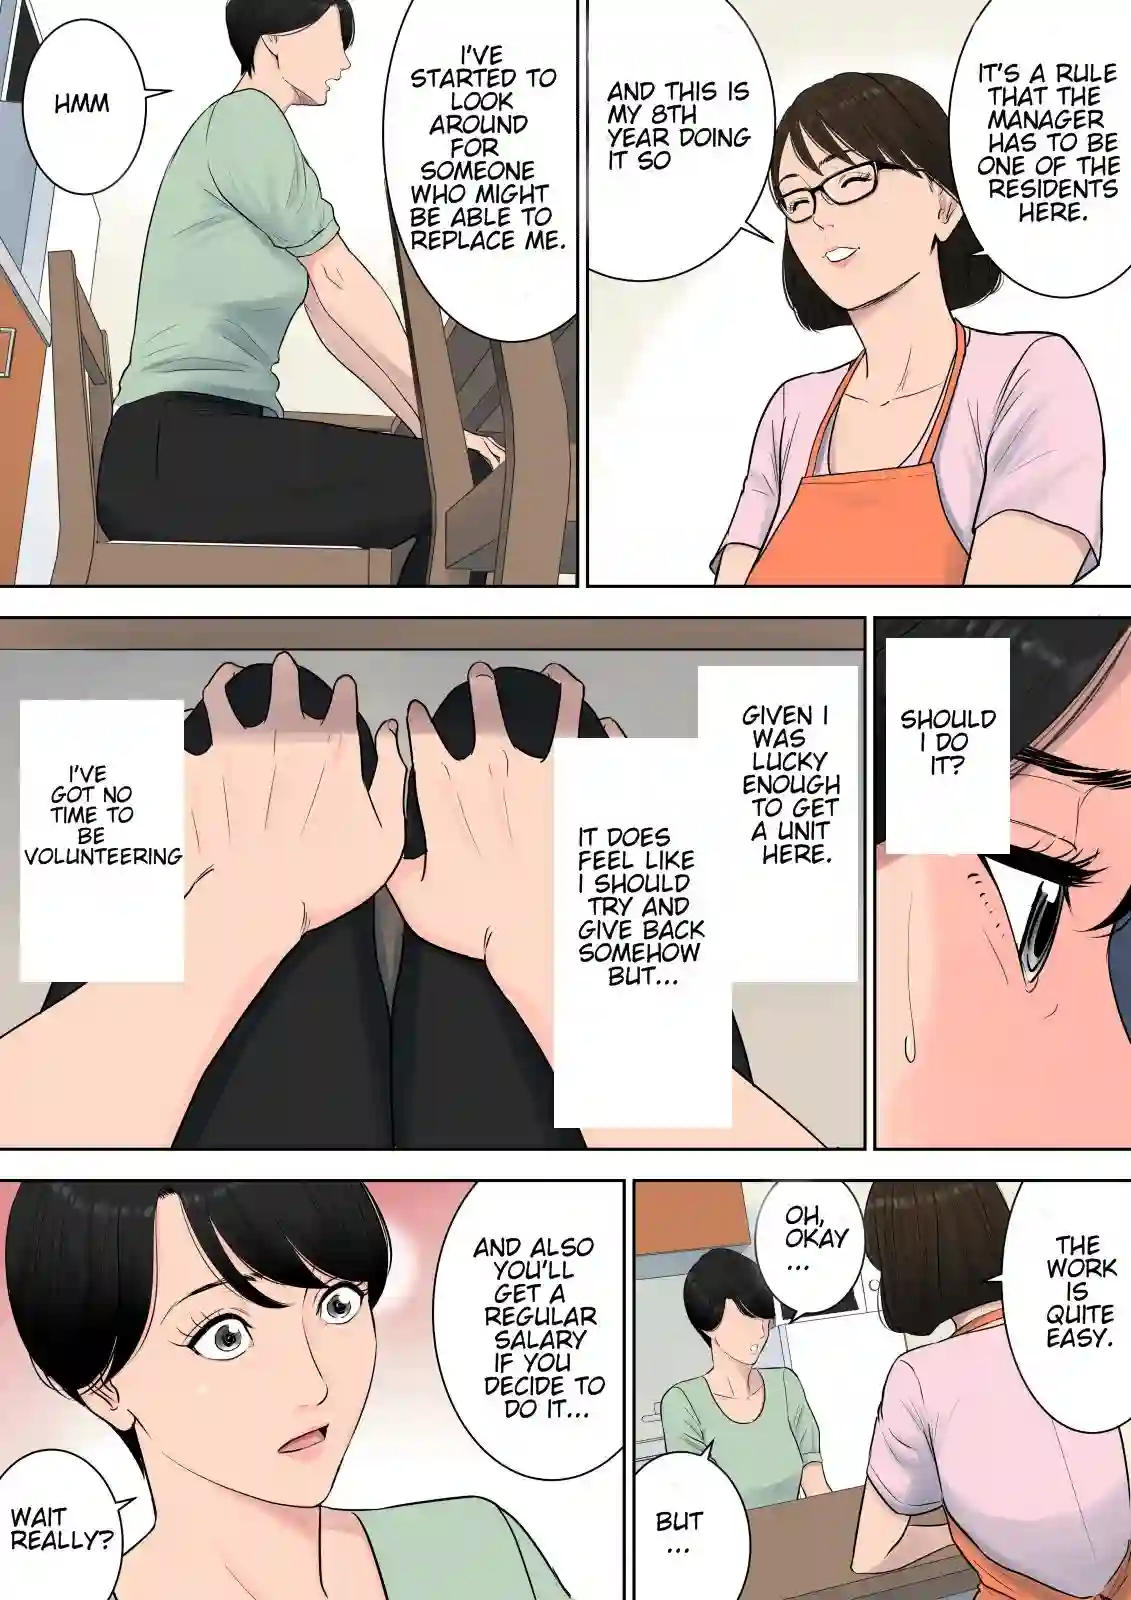 IT'S A RULE
THAT THE
MANAGER
HAS TO BE
ONE OF THE
RESIDENTS
HERE.
AND THIS IS
MY 8TH
YEAR DOING
IT SO
I'VE
STARTED TO
LOOK
AROUND
FOR
SOMEONE
WHO MIGHT
BE ABLE TO
REPLACE ME.
HMM
SHOULD
I DO
IT?
GIVEN I
WAS
LUCKY
ENOUGH
TO GET
A UNIT
HERE.
IT DOES
FEEL LIKE
I SHOULD
TRY AND
GIVE BACK
SOMEHOW
BUT...
I'VE
GOT NO
TIME TO
BE
VOLUNTEERING
THE
WORK
IS
QUITE
EASY.
OH,
OKAY
...
BUT
...
AND ALSO
YOU'LL
GET A
REGULAR
SALARY
IF YOU
DECIDE TO
DO IT...
WAIT
REALLY?